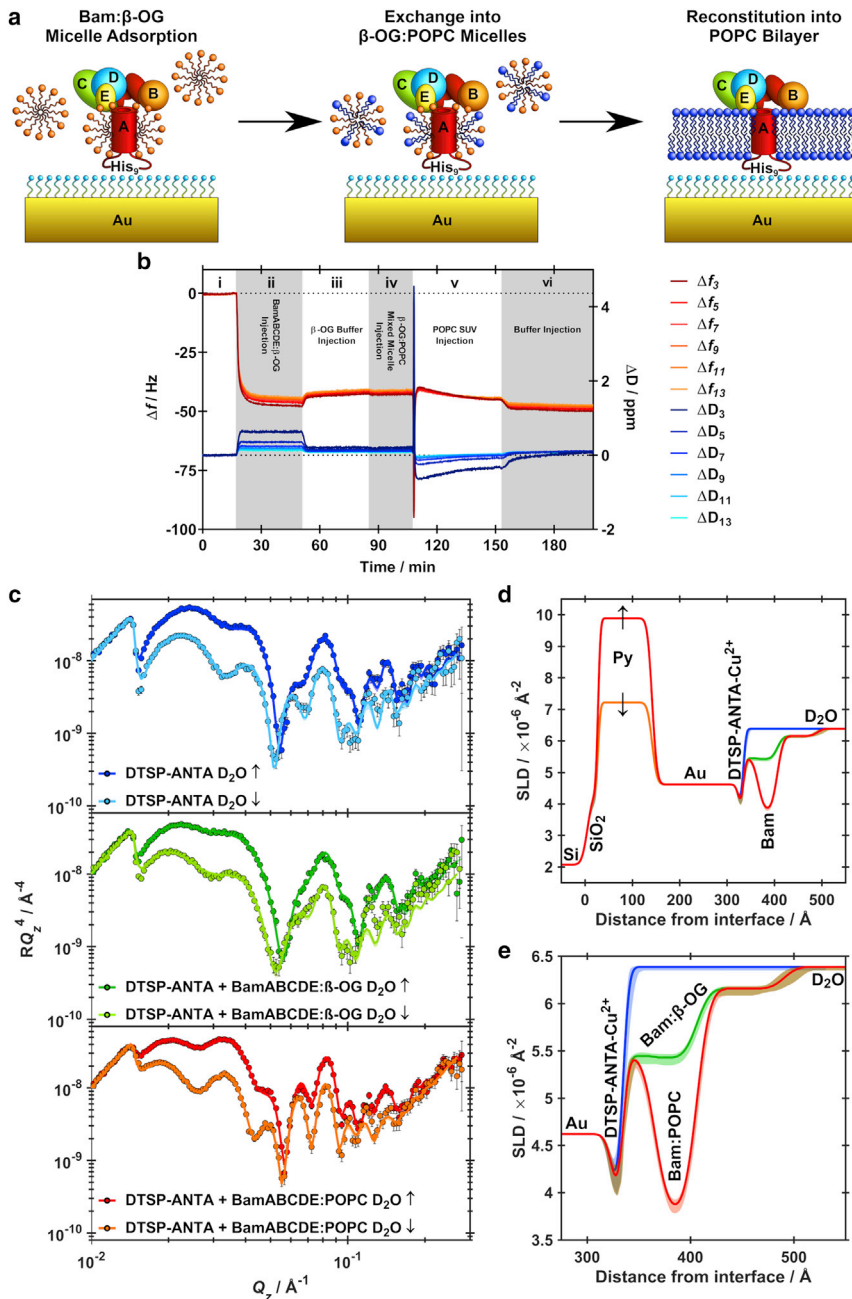 a
Bam:β-OG
Micelle Adsorption
Exchange into
β-OG:POPC Micelles
Reconstitution into
POPC Bilayer
C
D
E
B
A
His₉
Au
C
D
E
B
A
His₉
Au
C
D
E
B
A
His₉
Au
b
i
ii
iii
iv
v
vi
BamABCDE:β-OG
Injection
β-OG Buffer
Injection
β-OG:POPC
Mixed Micelle
Injection
POPC SUV
Injection
Buffer Injection
Δf / Hz
0
-25
-50
-75
-100
ΔD / ppm
4
2
1
0
-2
0
30
60
90
120
150
180
Time / min
Δf₃
Δf₅
Δf₇
Δf₉
Δf₁₁
Δf₁₃
ΔD₃
ΔD₅
ΔD₇
ΔD₉
ΔD₁₁
ΔD₁₃
c
RQz⁴ / Å⁻⁴
10⁻⁸
10⁻⁹
10⁻¹⁰
DTSP-ANTA D₂O ↑
DTSP-ANTA D₂O ↓
10⁻⁸
10⁻⁹
10⁻¹⁰
DTSP-ANTA + BamABCDE:ß-OG D₂O ↑
DTSP-ANTA + BamABCDE:ß-OG D₂O ↓
10⁻⁸
10⁻⁹
10⁻¹⁰
DTSP-ANTA + BamABCDE:POPC D₂O ↑
DTSP-ANTA + BamABCDE:POPC D₂O ↓
10⁻²
10⁻¹
Qz / Å⁻¹
d
SLD / ×10⁻⁶ Å⁻²
10
9
8
7
6
5
4
3
2
↑
Py
↓
Si
SiO₂
Au
DTSP-ANTA-Cu²⁺
Bam
D₂O
0
100
200
300
400
500
Distance from interface / Å
e
SLD / ×10⁻⁶ Å⁻²
6.5
6
5.5
5
4.5
4
3.5
Au
DTSP-ANTA-Cu²⁺
Bam:β-OG
Bam:POPC
D₂O
300
400
500
Distance from interface / Å